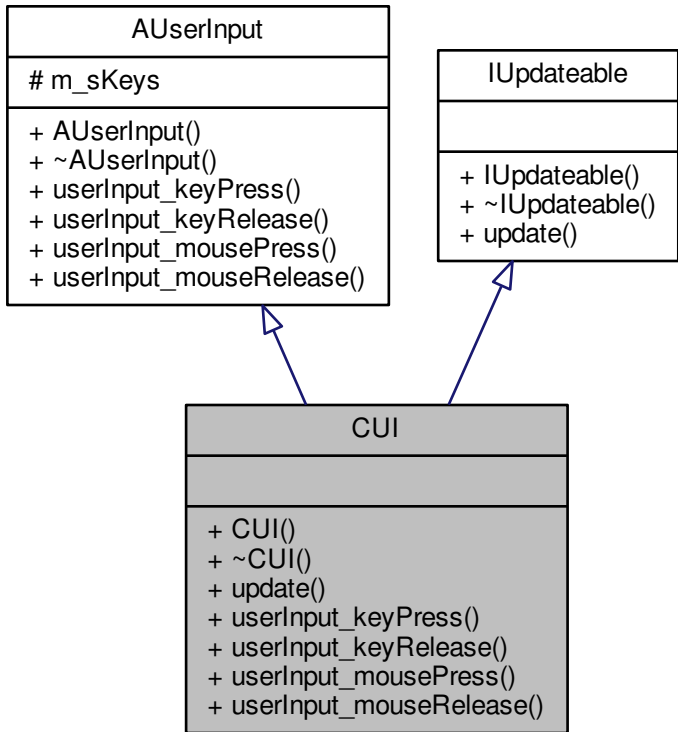 AUserInput
# m_sKeys
+ AUserInput()
+ ~AUserInput()
+ userInput_keyPress()
+ userInput_keyRelease()
+ userInput_mousePress()
+ userInput_mouseRelease()
IUpdateable
+ IUpdateable()
+ ~IUpdateable()
+ update()
CUI
+ CUI()
+ ~CUI()
+ update()
+ userInput_keyPress()
+ userInput_keyRelease()
+ userInput_mousePress()
+ userInput_mouseRelease()